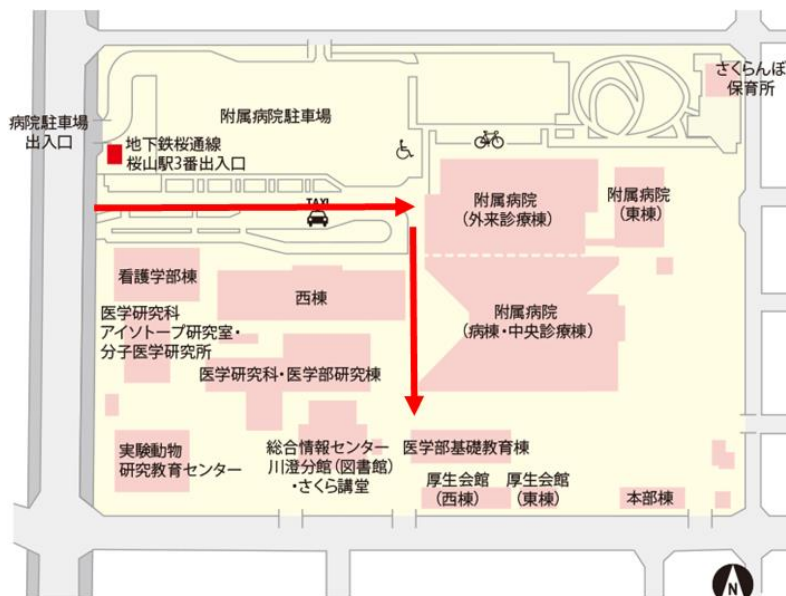 さくらんぼ
保育所
病院駐車場
出入口
附属病院駐車場
地下鉄桜通線
桜山駅3番出入口
TAXI
附属病院
(外来診療棟)
附属病院
(東棟)
看護学部棟
西棟
附属病院
(病棟・中央診療棟)
医学研究科
アイソトープ研究室・
分子医学研究所
医学研究科・医学部研究棟
実験動物
研究教育センター
総合情報センター
川澄分館(図書館)
・さくら講堂
医学部基礎教育棟
厚生会館
(西棟)
厚生会館
(東棟)
本部棟
N